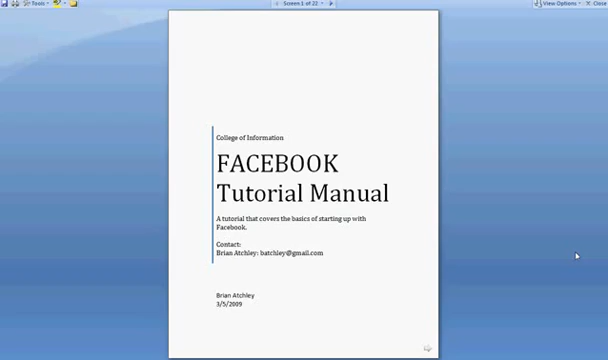 Tools
Screen 1 of 22
View Options
Close
College of Information
FACEBOOK
Tutorial Manual
A tutorial that covers the basics of starting up with
Facebook.
Contact:
Brian Atchley: batchley@gmail.com
Brian Atchley
3/5/2009